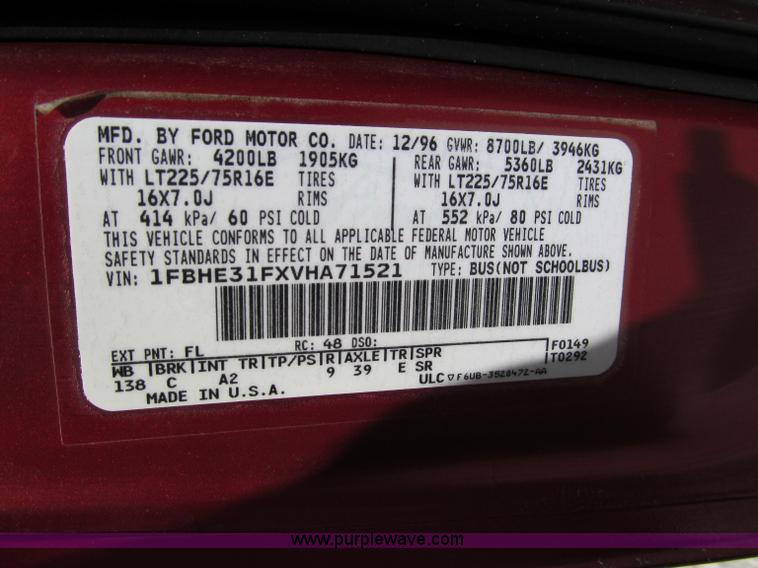 MFD. BY FORD MOTOR CO. DATE: 12/96 GVWR: 8700LB/ 3946KG
FRONT GAWR: 4200LB 1905KG REAR GAWR: 5360LB 2431KG
WITH LT225/75R16E TIRES WITH LT225/75R16E TIRES
16X7.0J RIMS 16X7.0J RIMS
AT 414 kPa/ 60 PSI COLD AT 552 kPa/ 80 PSI COLD
THIS VEHICLE CONFORMS TO ALL APPLICABLE FEDERAL MOTOR VEHICLE
SAFETY STANDARDS IN EFFECT ON THE DATE OF MANUFACTURE SHOWN ABOVE.
VIN: 1FBHE31FXVHA71521 TYPE: BUS(NOT SCHOOLBUS)
EXT PNT: FL RC: 48 DSO: F0149
WB BRK INT TR TP/PS R AXLE TR SPR T0292
138 C A2 9 39 E SR
MADE IN U.S.A. ULC F6UB-3520472-AA
www.purplewave.com